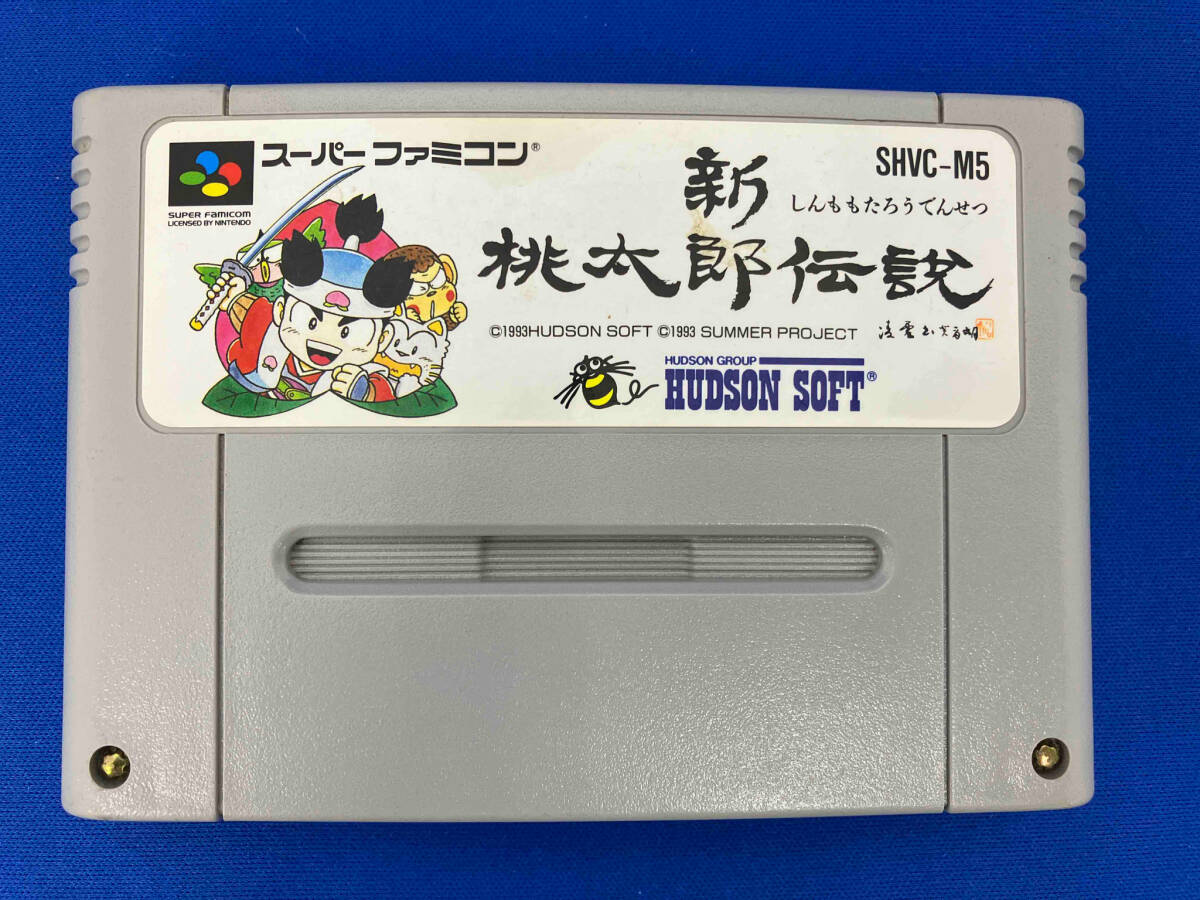 スーパーファミコン®
SUPER FAMICOM
LICENSED BY NINTENDO
SHVC-M5
新
しんももたろうでんせつ
桃太郎伝説
©1993HUDSON SOFT ©1993 SUMMER PROJECT
HUDSON GROUP
HUDSON SOFT®